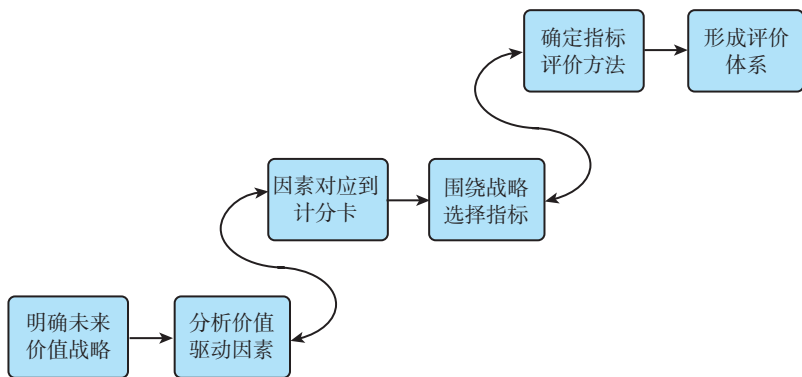 确定指标
评价方法
形成评价
体系
因素对应到
计分卡
围绕战略
选择指标
明确未来
价值战略
分析价值
驱动因素